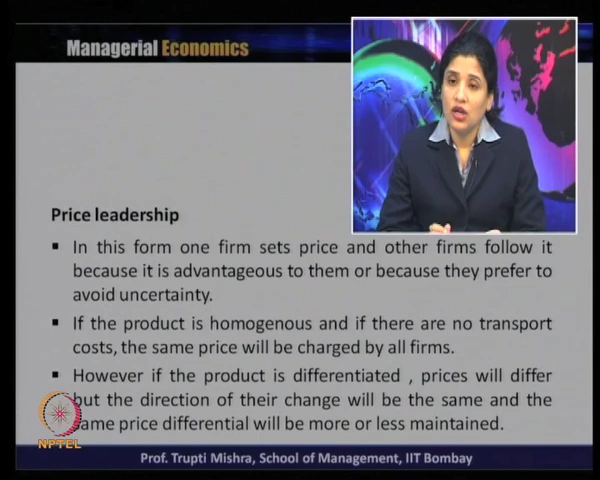 Managerial Economics
Price leadership
▪ In this form one firm sets price and other firms follow it
because it is advantageous to them or because they prefer to
avoid uncertainty.
▪ If the product is homogenous and if there are no transport
costs, the same price will be charged by all firms.
▪ However if the product is differentiated , prices will differ
but the direction of their change will be the same and the
same price differential will be more or less maintained.
NPTEL
Prof. Trupti Mishra, School of Management, IIT Bombay